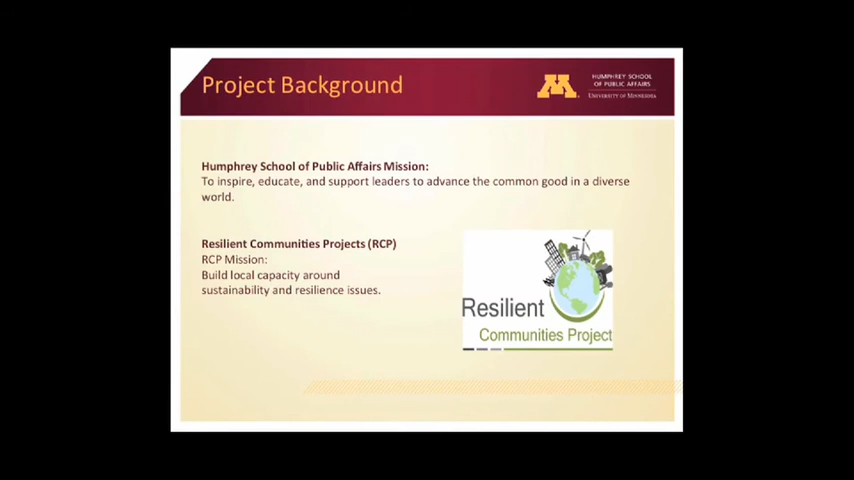 Project Background
M
HUMPHREY SCHOOL
OF PUBLIC AFFAIRS
UNIVERSITY OF MINNESOTA
Humphrey School of Public Affairs Mission:
To inspire, educate, and support leaders to advance the common good in a diverse
world.
Resilient Communities Projects (RCP)
RCP Mission:
Build local capacity around
sustainability and resilience issues.
Resilient
Communities Project